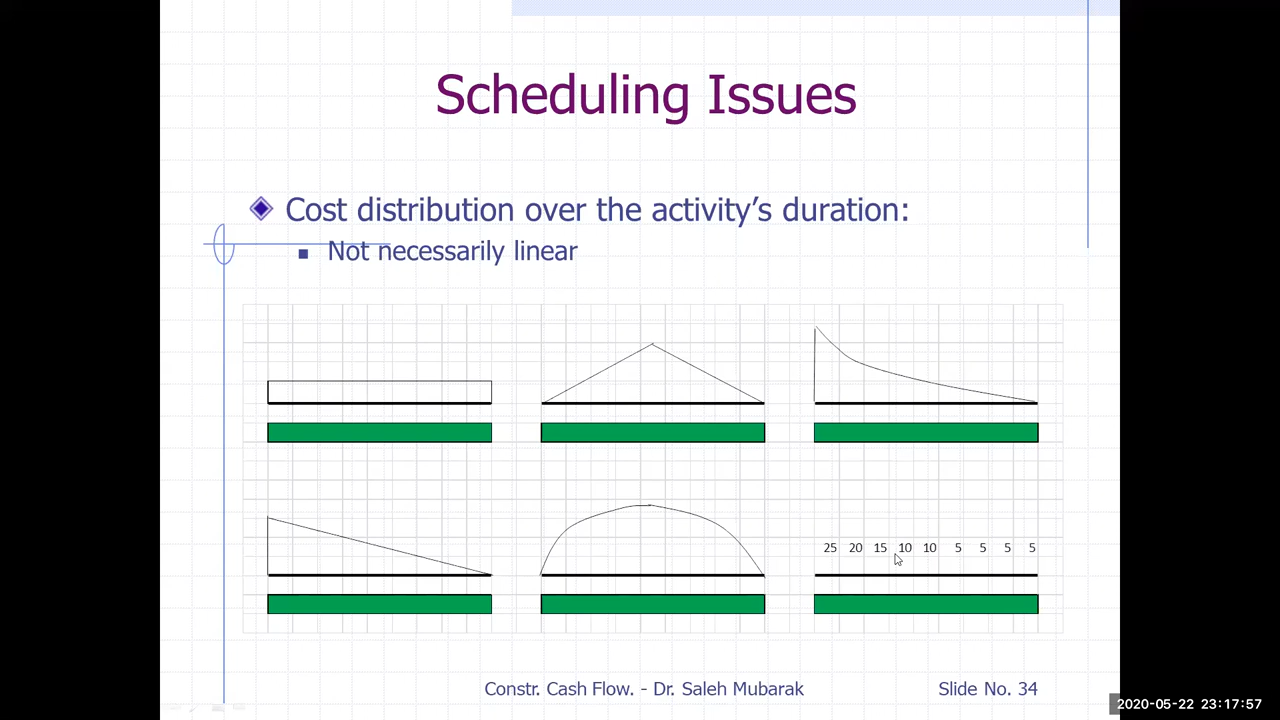 Scheduling Issues
Cost distribution over the activity’s duration:
Not necessarily linear
25 20 15 10 10 5 5 5 5
Constr. Cash Flow. - Dr. Saleh Mubarak
Slide No. 34
2020-05-22 23:17:57